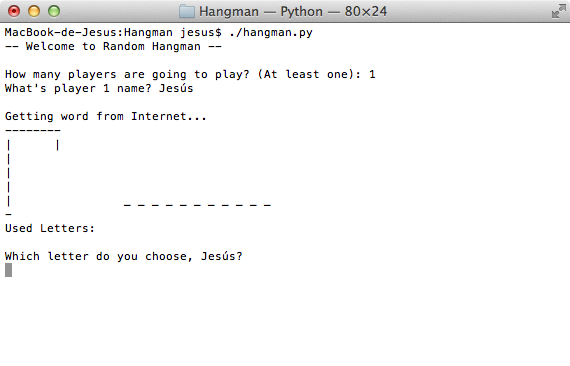 Hangman — Python — 80×24
MacBook-de-Jesus:Hangman jesus$ ./hangman.py
-- Welcome to Random Hangman --
How many players are going to play? (At least one): 1
What's player 1 name? Jesús
Getting word from Internet...
--------
|      |
|
|
|
|                _ _ _ _ _ _ _ _ _ _ _
-
Used Letters:
Which letter do you choose, Jesús?